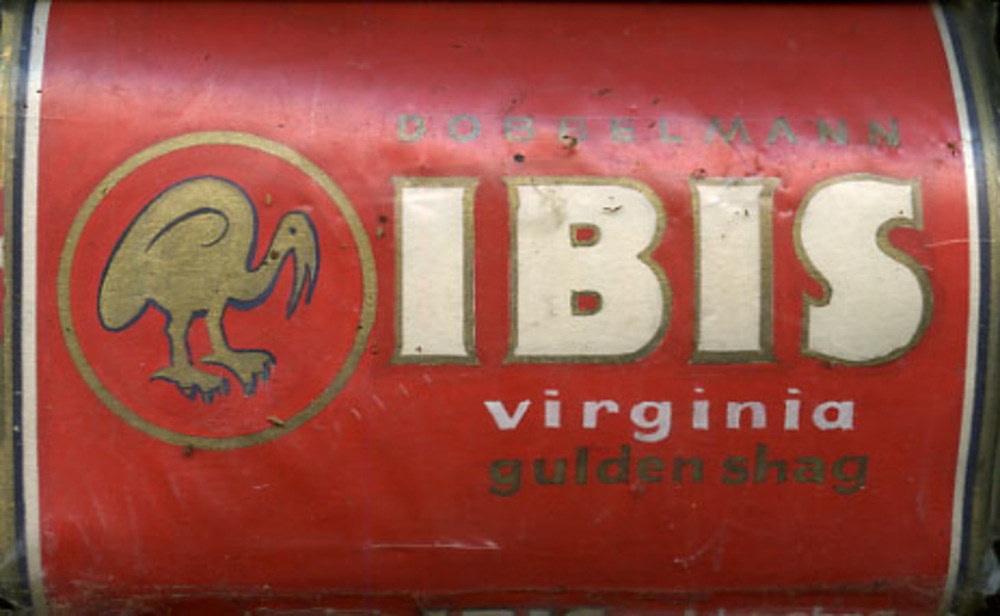 DOBBELMANN
IBIS
virginia
gulden shag